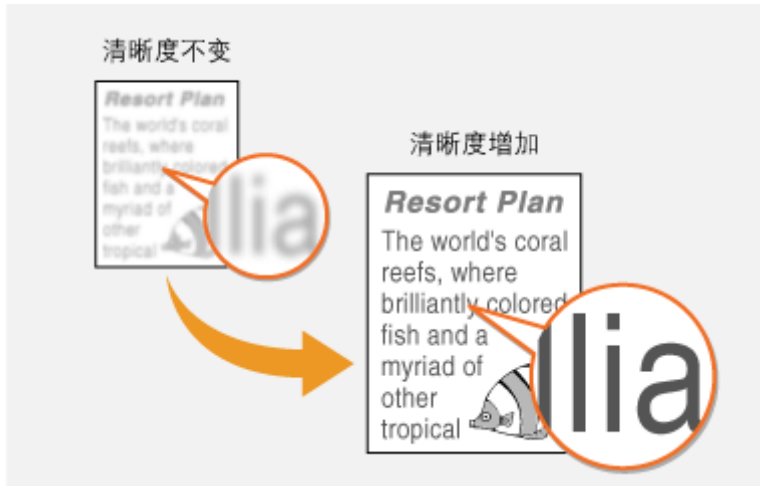 清晰度不变
Resort Plan
The world's coral
reefs, where
brilliantly colored
fish and a
myriad of
other
tropical
llia
清晰度增加
Resort Plan
The world's coral
reefs, where
brilliantly colored
fish and a
myriad of
other
tropical
llia